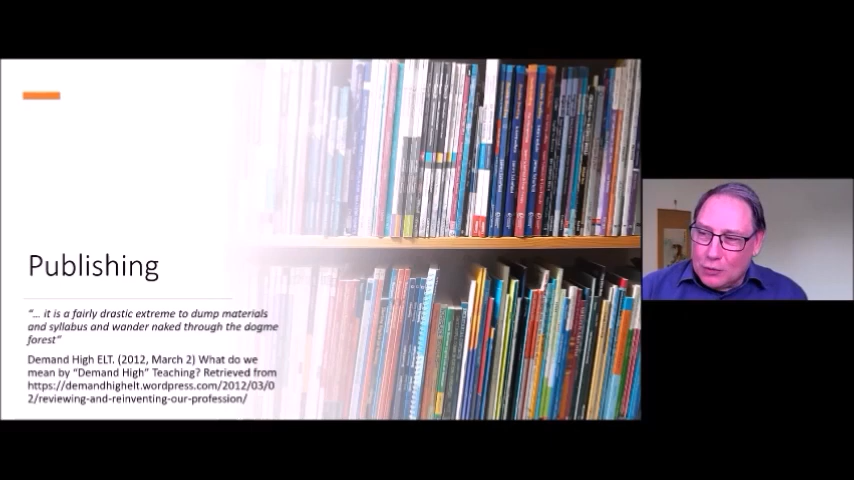 Publishing
"... it is a fairly drastic extreme to dump materials
and syllabus and wander naked through the dogme
forest"
Demand High ELT. (2012, March 2) What do we
mean by "Demand High" Teaching? Retrieved from
https://demandhighelt.wordpress.com/2012/03/0
2/reviewing-and-reinventing-our-profession/